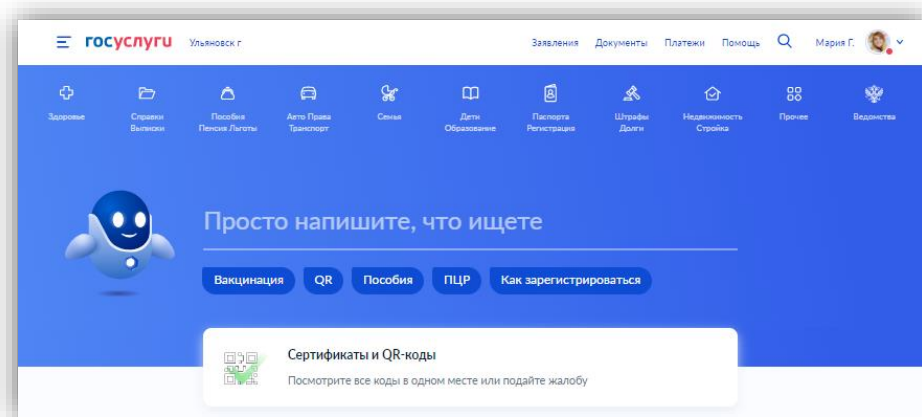 госуслуги Ульяновск г Заявления Документы Платежи Помощь Мария Г.
Здоровье Справки Пособия Авто Права Семья Дети Паспорта Штрафы Недвижимость Прочее Ведомства
Выписки Пенсия Льготы Транспорт Образование Регистрация Долги Стройка
Просто напишите, что ищете
Вакцинация QR Пособия ПЦР Как зарегистрироваться
Сертификаты и QR-коды
Посмотрите все коды в одном месте или подайте жалобу